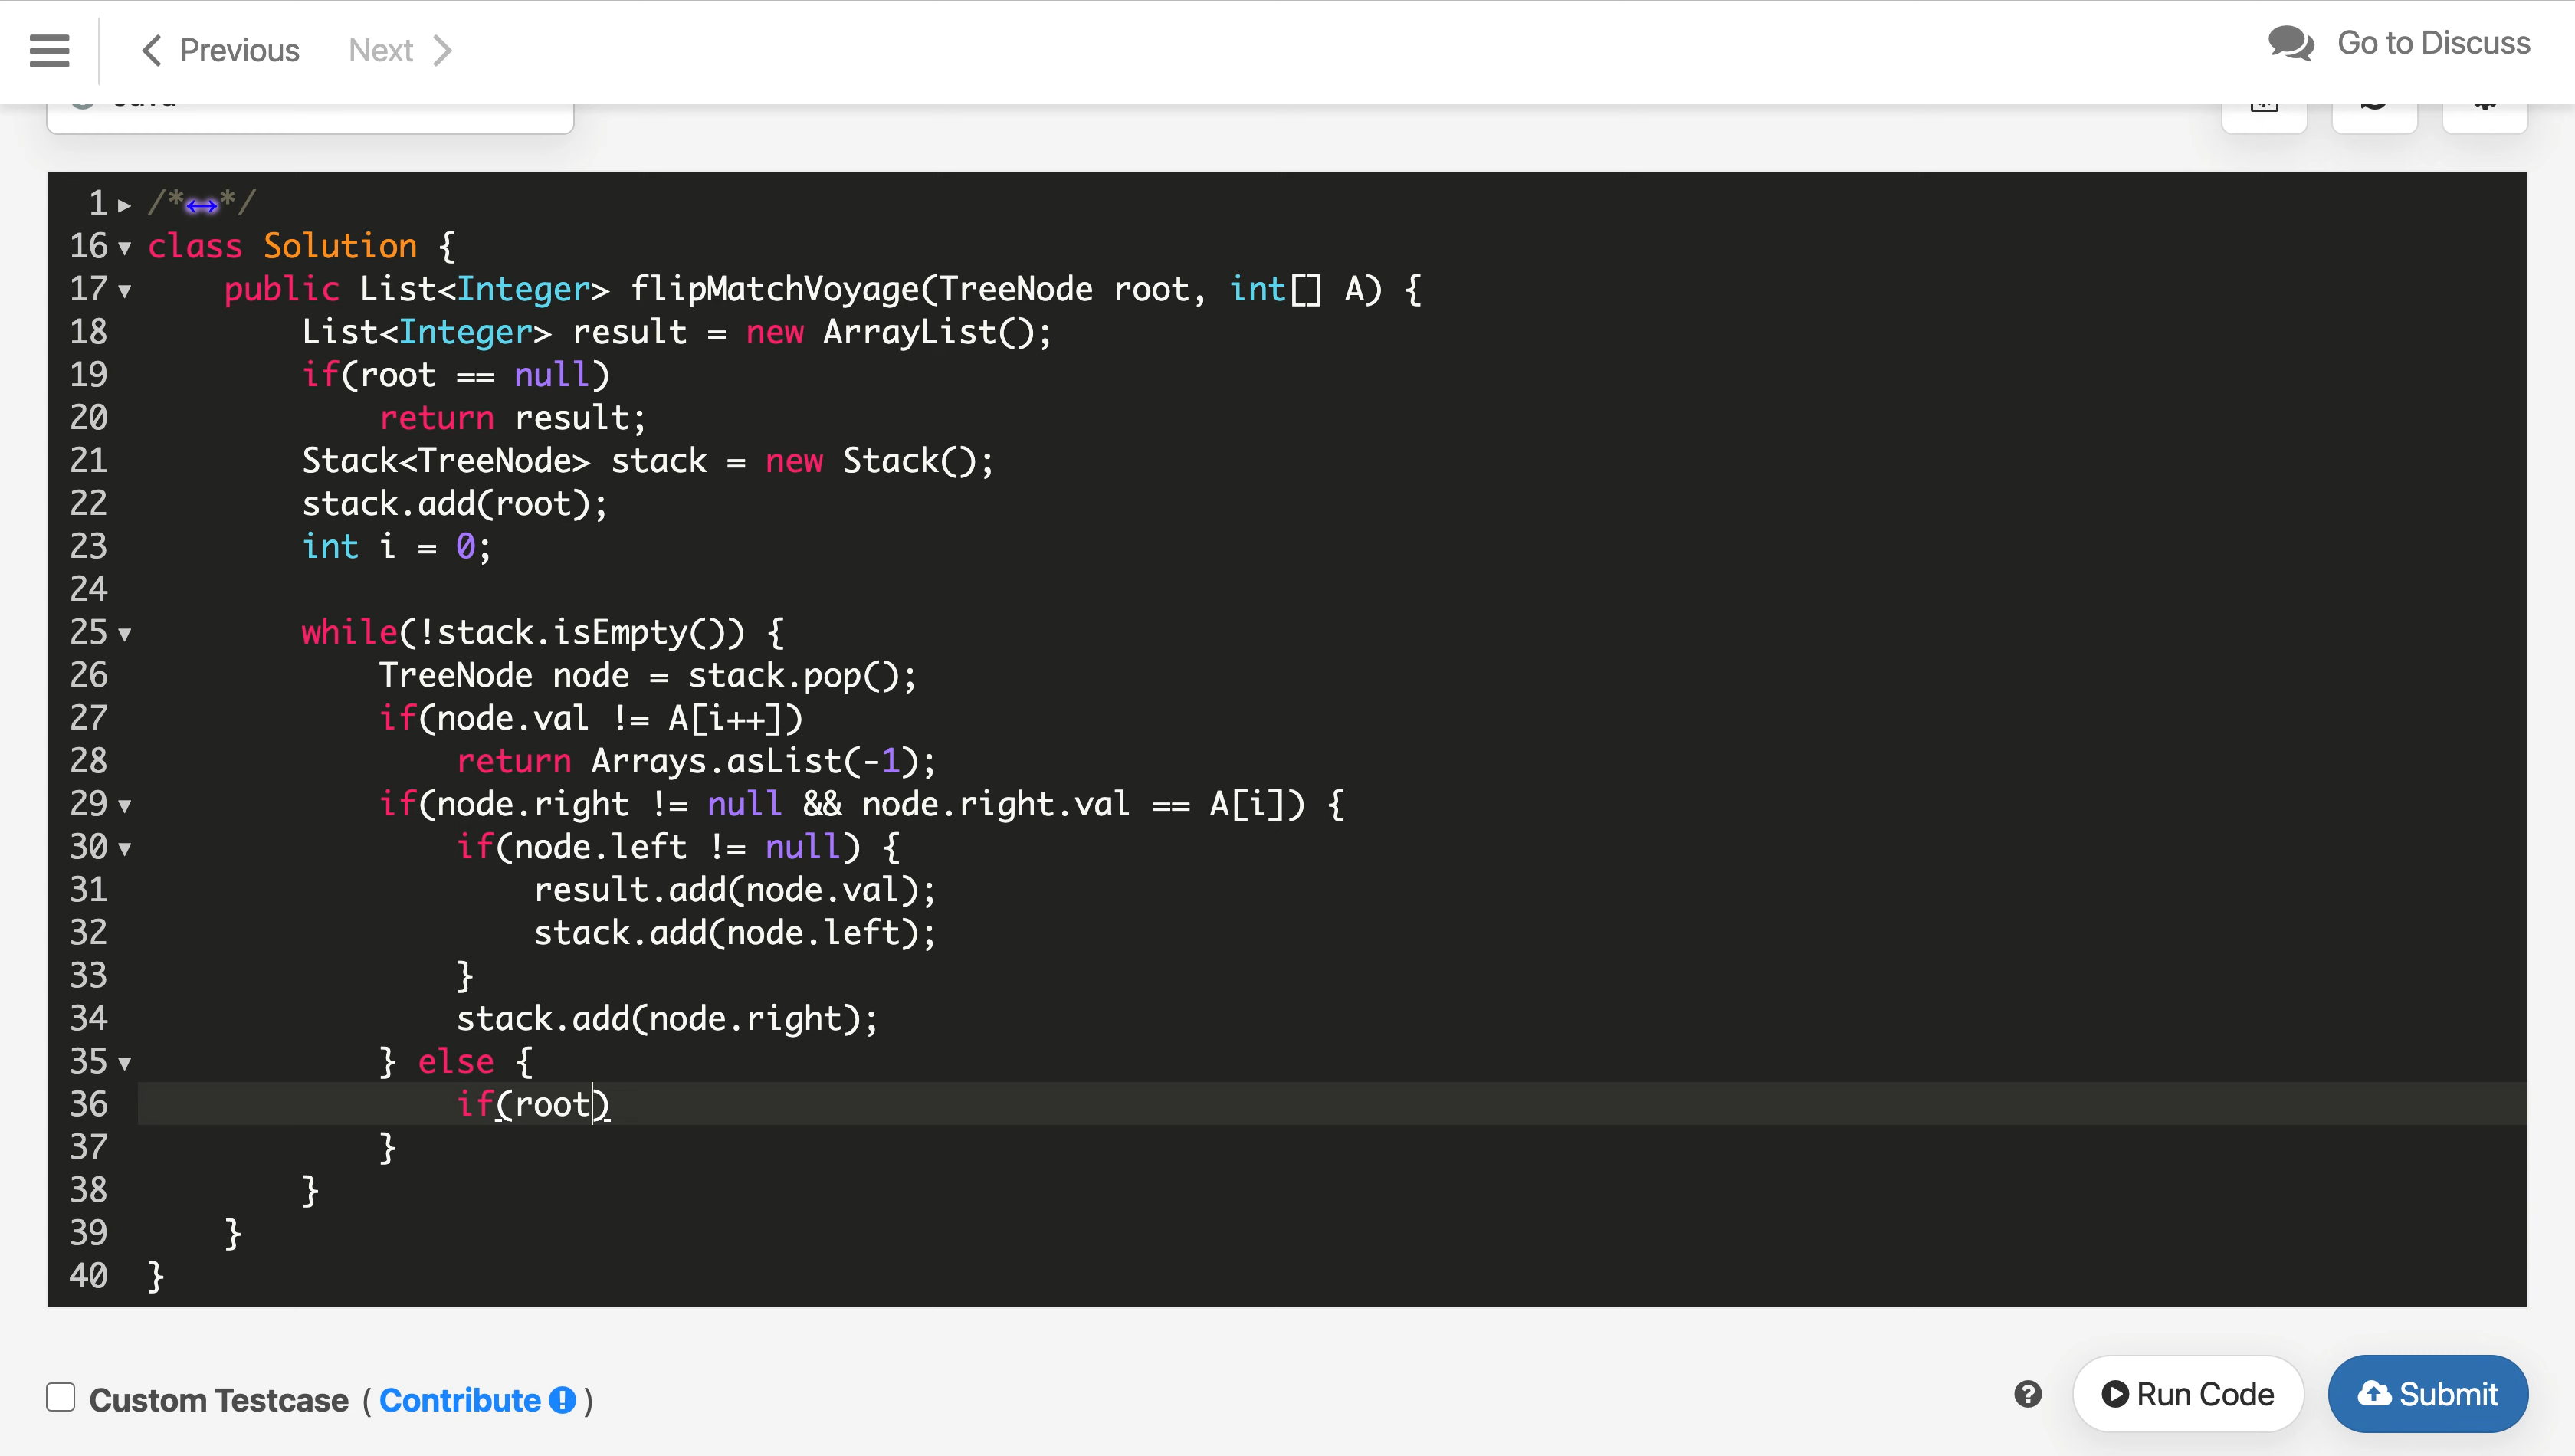 Previous Next Go to Discuss
1 /*↔*/
16 class Solution {
17 public List<Integer> flipMatchVoyage(TreeNode root, int[] A) {
18 List<Integer> result = new ArrayList();
19 if(root == null)
20 return result;
21 Stack<TreeNode> stack = new Stack();
22 stack.add(root);
23 int i = 0;
24
25 while(!stack.isEmpty()) {
26 TreeNode node = stack.pop();
27 if(node.val != A[i++])
28 return Arrays.asList(-1);
29 if(node.right != null && node.right.val == A[i]) {
30 if(node.left != null) {
31 result.add(node.val);
32 stack.add(node.left);
33 }
34 stack.add(node.right);
35 } else {
36 if(root)
37 }
38 }
39 }
40 }
Custom Testcase ( Contribute ! ) ? Run Code Submit